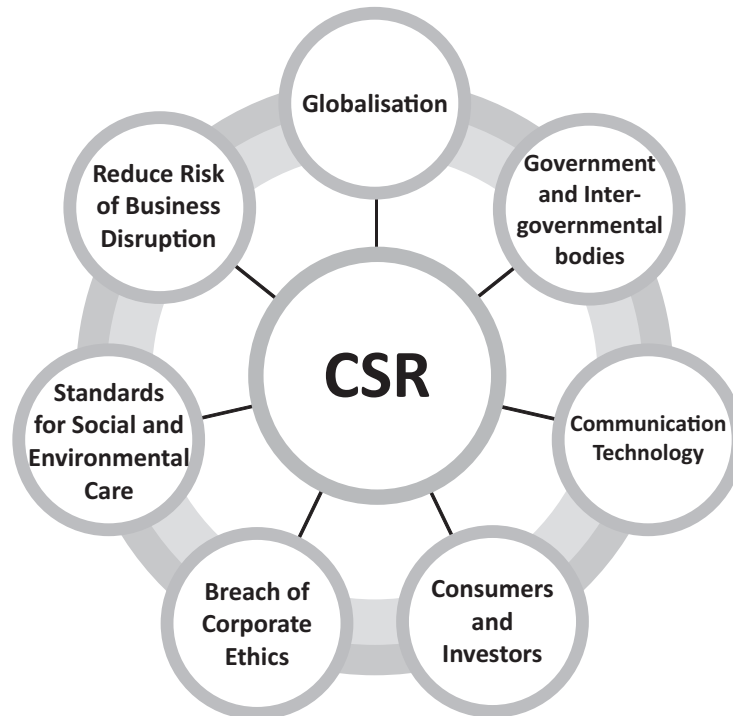 Globalisation
Government
and Inter-
governmental
bodies
Communication
Technology
Consumers
and
Investors
Breach of
Corporate
Ethics
Standards
for Social and
Environmental
Care
Reduce Risk
of Business
Disruption
CSR